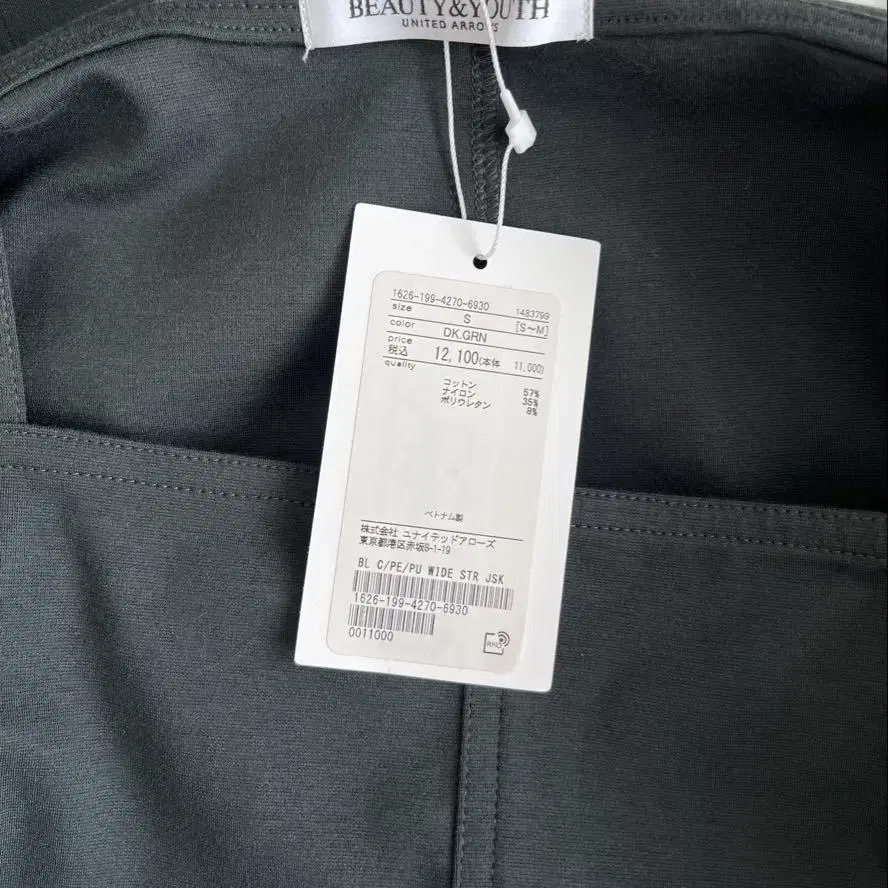 BEAUTY&YOUTH
UNITED ARROWS
1626-199-4270-6930 1483799
size S [S~M]
color DK.GRN
price
税込 12,100(本体 11,000)
quality
コットン 57%
ナイロン 35%
ポリウレタン 8%
ベトナム製
株式会社 ユナイテッドアローズ
東京都港区赤坂8-1-19
BL C/PE/PU WIDE STR JSK
1626-199-4270-6930
0011000
RFID